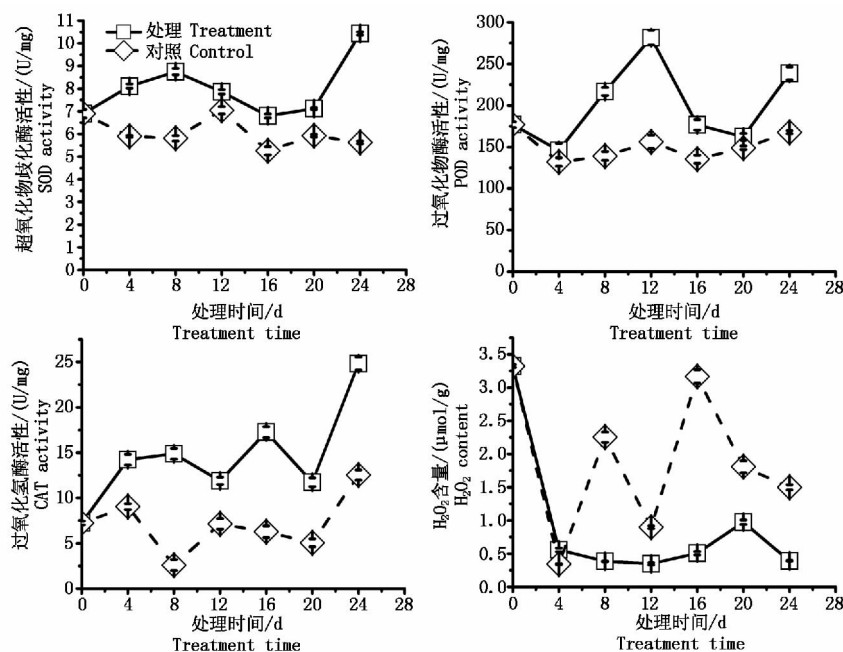 超氧化物歧化酶活性/(U/mg)
SOD activity
11
10
9
8
7
6
5
4
3
2
1
0
处理 Treatment
对照 Control
0 4 8 12 16 20 24 28
处理时间/d
Treatment time
过氧化物酶活性/(U/mg)
POD activity
300
250
200
150
100
50
0
0 4 8 12 16 20 24 28
处理时间/d
Treatment time
过氧化氢酶活性/(U/mg)
CAT activity
25
20
15
10
5
0
0 4 8 12 16 20 24 28
处理时间/d
Treatment time
H₂O₂含量/(μmol/g)
H₂O₂ content
3.5
3.0
2.5
2.0
1.5
1.0
0.5
0.0
0 4 8 12 16 20 24 28
处理时间/d
Treatment time